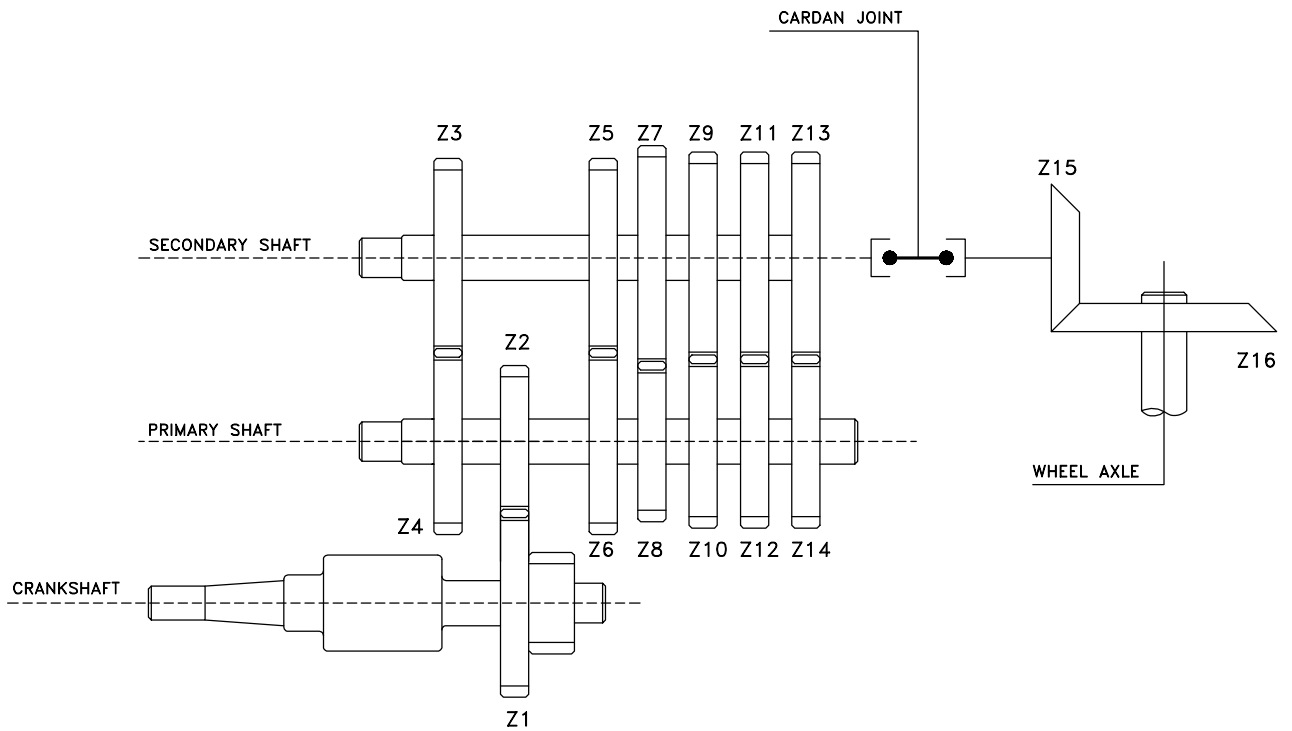 CARDAN JOINT
Z3 Z5 Z7 Z9 Z11 Z13
Z15
SECONDARY SHAFT
Z2
Z16
PRIMARY SHAFT
WHEEL AXLE
Z4
Z6 Z8 Z10 Z12 Z14
CRANKSHAFT
Z1